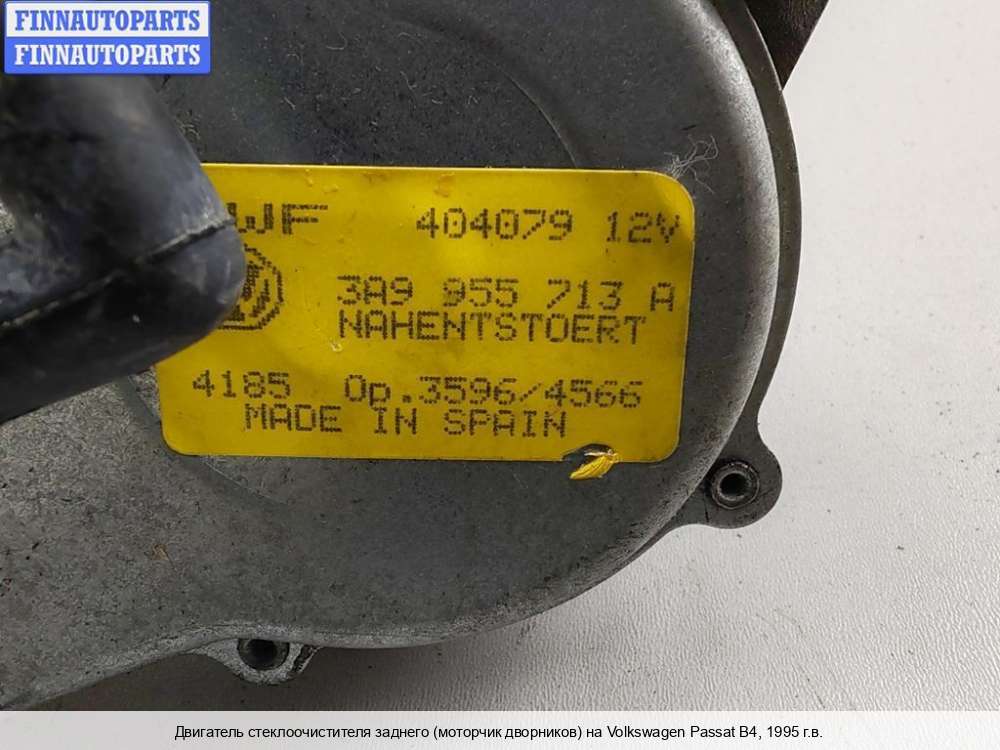 FINNAUTOPARTS
FINNAUTOPARTS
WF 404079 12V
3A9 955 713 A
NAHENTSTOERT
4185 Op.3596/4566
MADE IN SPAIN
Двигатель стеклоочистителя заднего (моторчик дворников) на Volkswagen Passat B4, 1995 г.в.